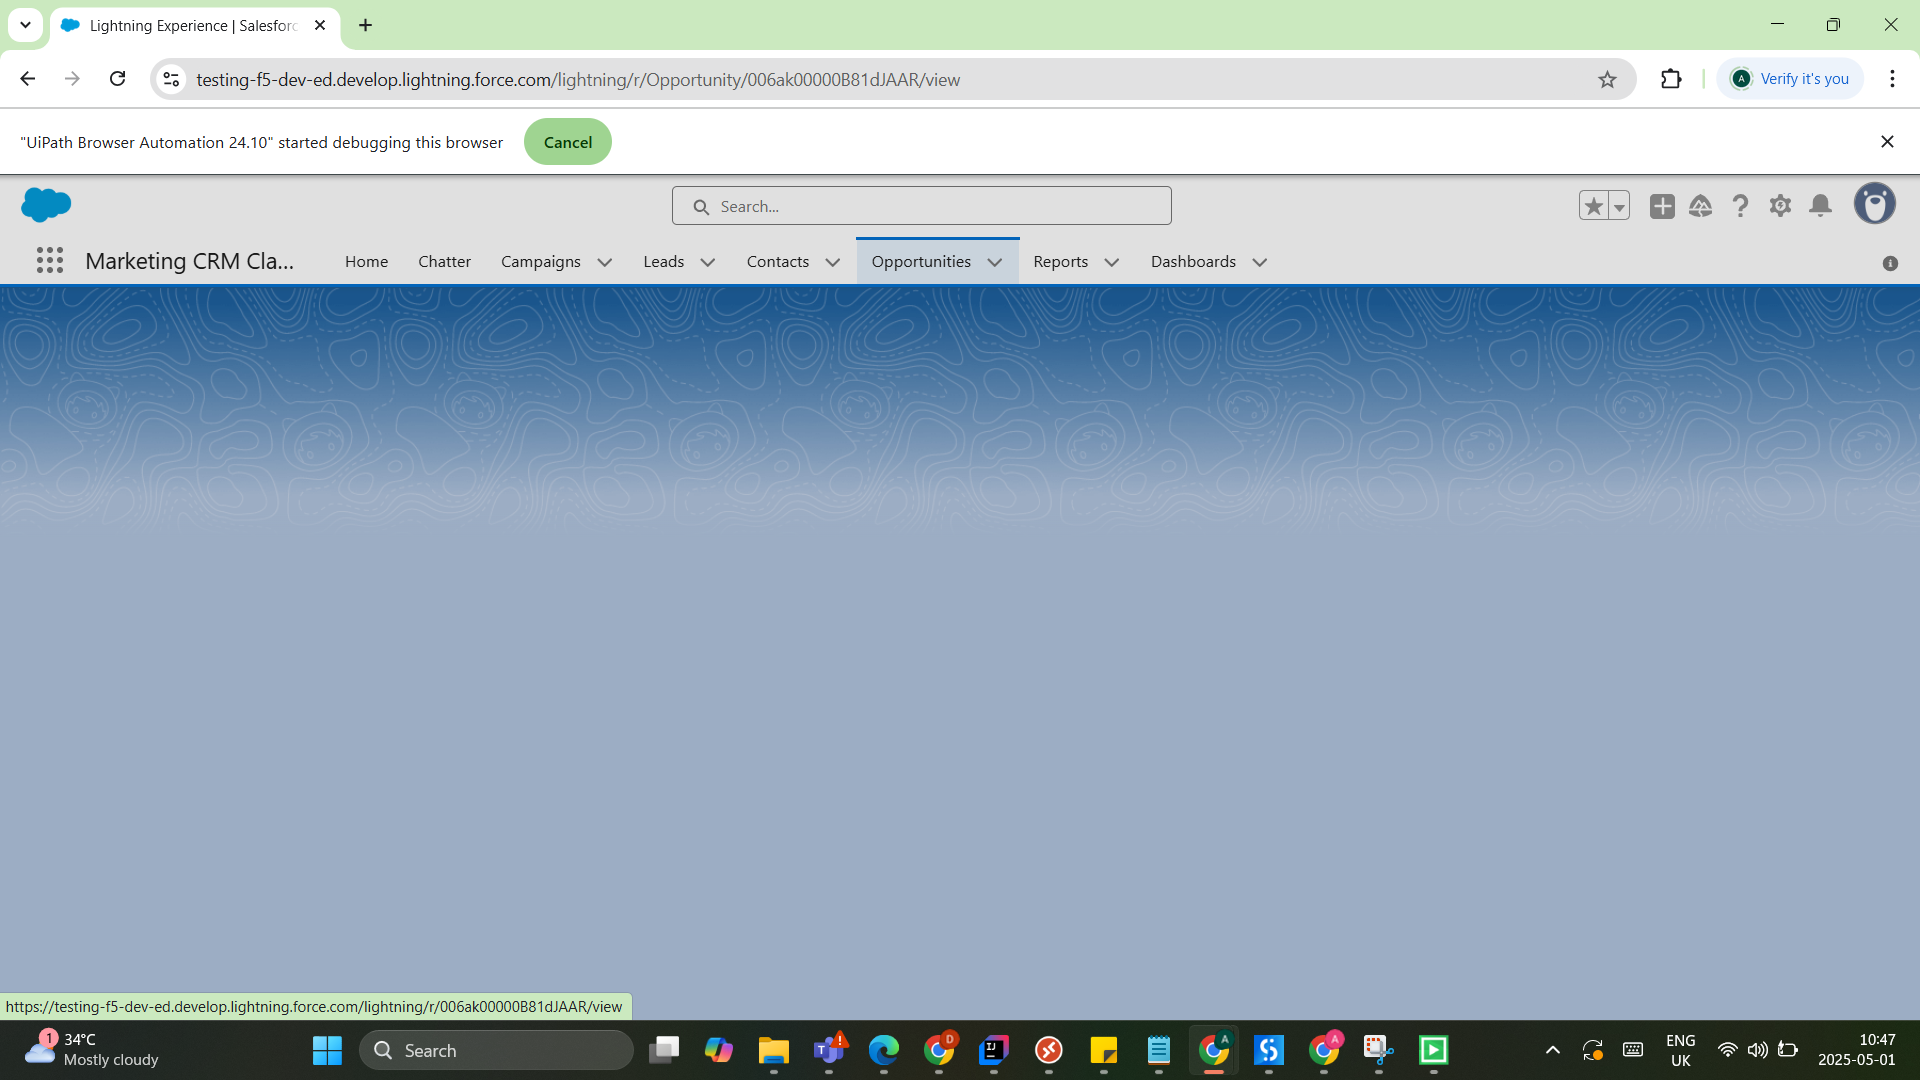 Lightning Experience | Salesforc
testing-f5-dev-ed.develop.lightning.force.com/lightning/r/Opportunity/006ak00000B81dJAAR/view
A
Verify it's you
"UiPath Browser Automation 24.10" started debugging this browser
Cancel
Search...
Marketing CRM Cla...
Home
Chatter
Campaigns
Leads
Contacts
Opportunities
Reports
Dashboards
https://testing-f5-dev-ed.develop.lightning.force.com/lightning/r/006ak00000B81dJAAR/view
1
34°C
Mostly cloudy
Search
D
A
A
ENG
UK
10:47
2025-05-01